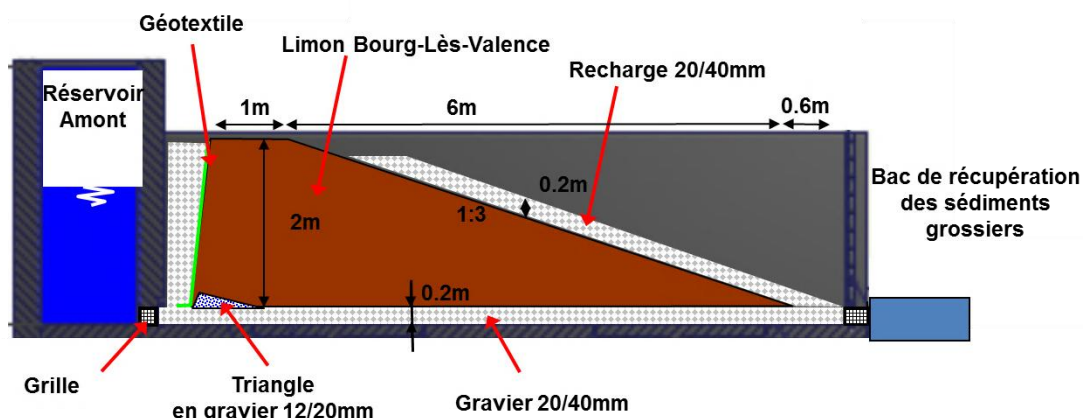 Géotextile
Limon Bourg-Lès-Valence
Recharge 20/40mm
Réservoir
Amont
1m
6m
0.6m
0.2m
1:3
2m
Bac de récupération
des sédiments
grossiers
0.2m
Grille
Triangle
en gravier 12/20mm
Gravier 20/40mm